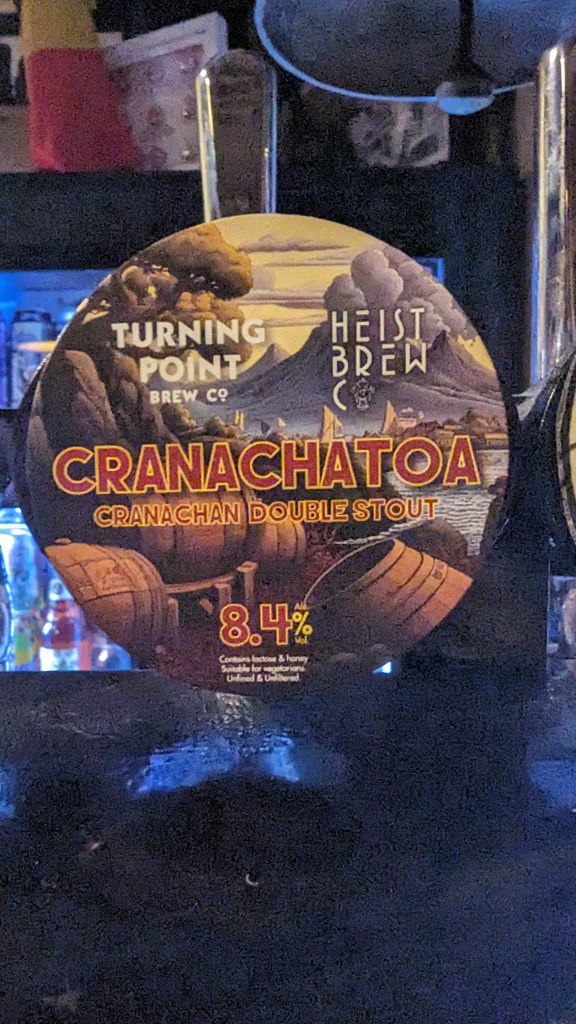 TURNING
POINT
BREW CO
HEIST
BREW
C
CRANACHATOA
CRANACHAN DOUBLE STOUT
8.4% Alc. Vol.
Contains lactose & honey
Suitable for vegetarians.
Unfined & Unfiltered.